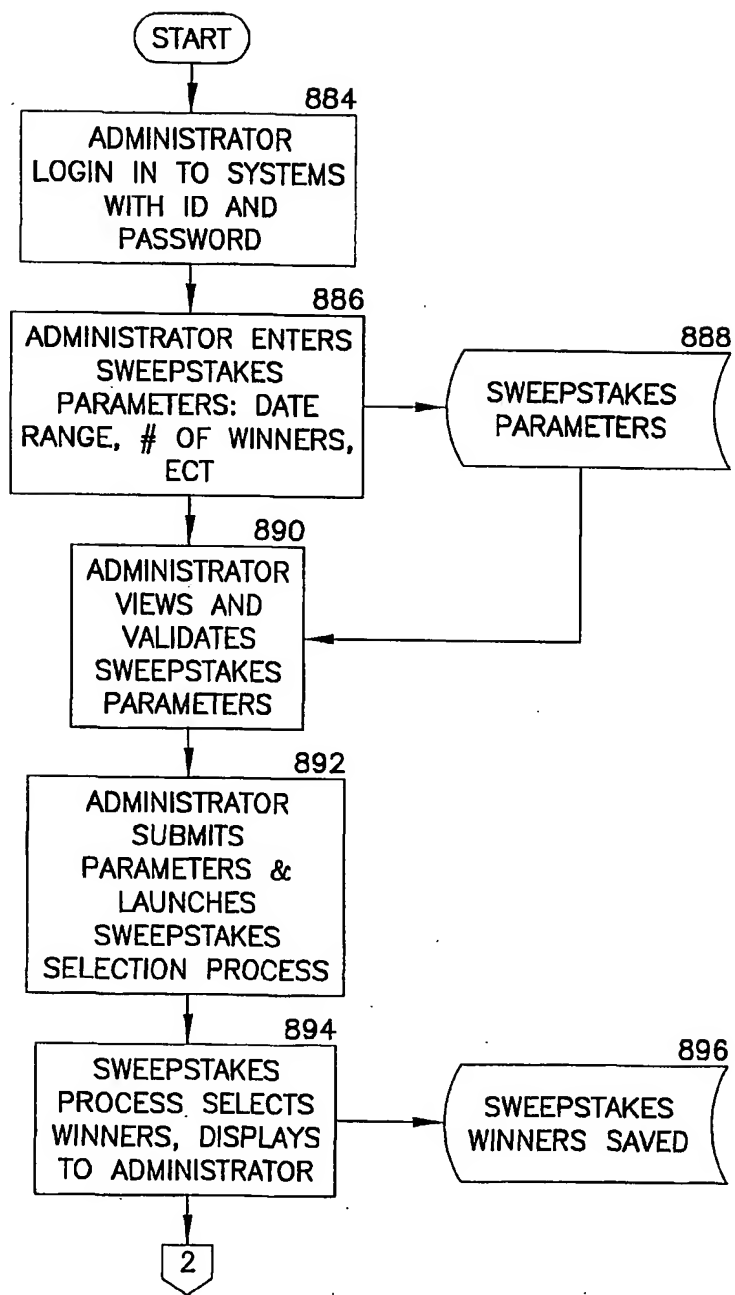 START
884
ADMINISTRATOR
LOGIN IN TO SYSTEMS
WITH ID AND
PASSWORD
886
ADMINISTRATOR ENTERS
SWEEPSTAKES
PARAMETERS: DATE
RANGE, # OF WINNERS,
ECT
888
SWEEPSTAKES
PARAMETERS
890
ADMINISTRATOR
VIEWS AND
VALIDATES
SWEEPSTAKES
PARAMETERS
892
ADMINISTRATOR
SUBMITS
PARAMETERS &
LAUNCHES
SWEEPSTAKES
SELECTION PROCESS
894
SWEEPSTAKES
PROCESS SELECTS
WINNERS, DISPLAYS
TO ADMINISTRATOR
896
SWEEPSTAKES
WINNERS SAVED
2